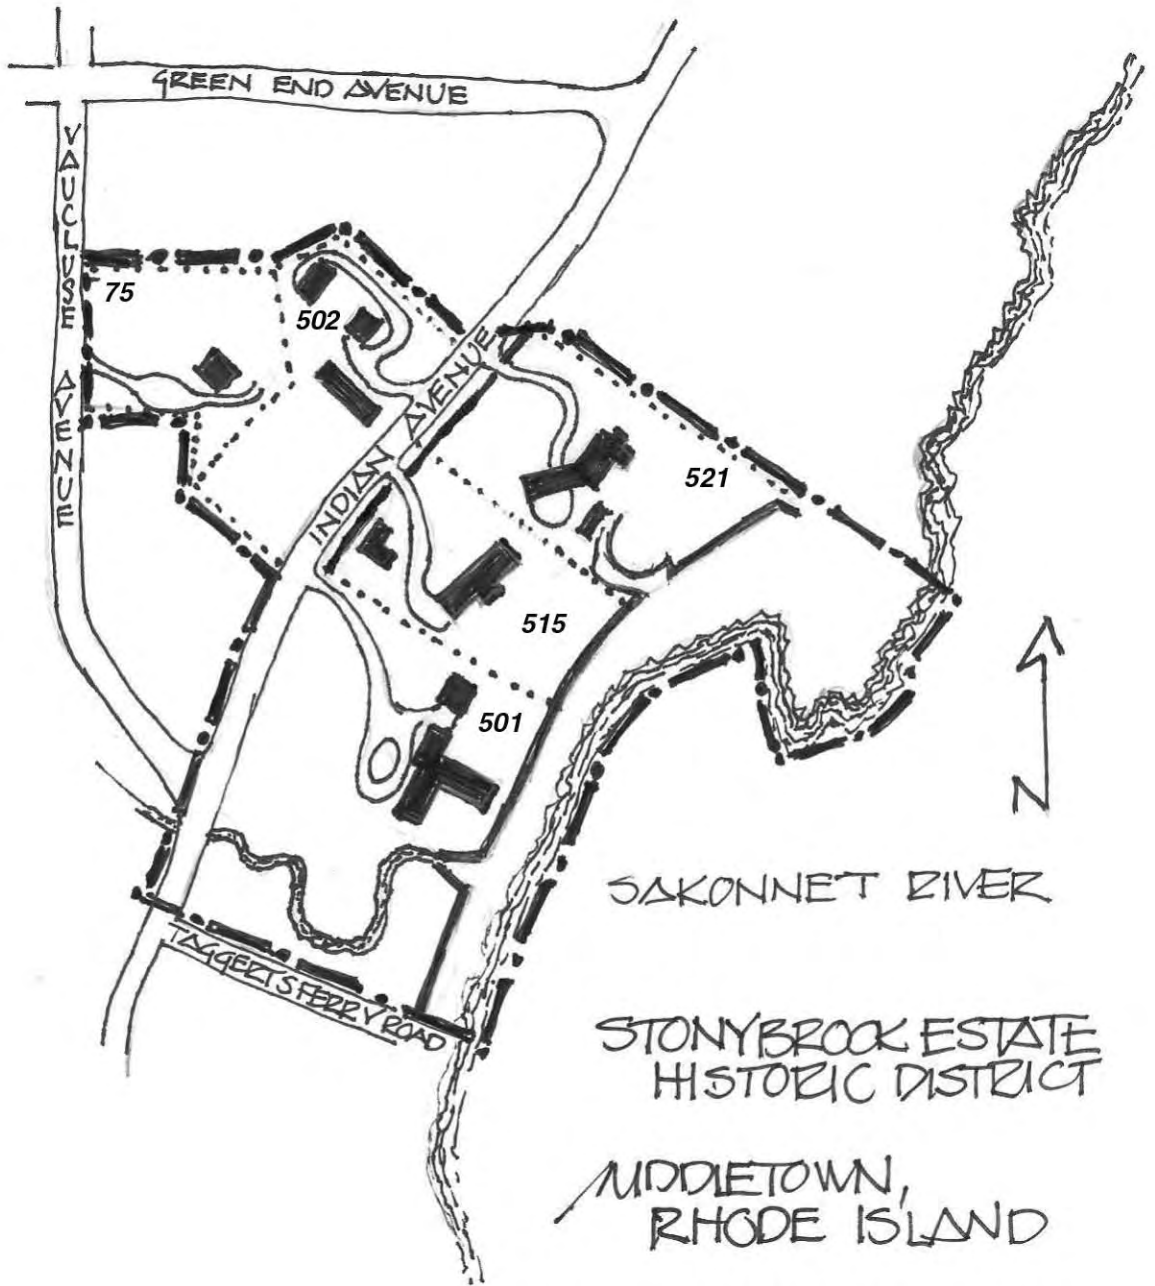 GREEN END AVENUE
VAUCLUSE AVENUE
75
502
INDIAN AVENUE
521
515
501
N
SAKONNET RIVER
TAGGERTS FERRY ROAD
STONYBROOK ESTATE
HISTORIC DISTRICT
MIDDLETOWN,
RHODE ISLAND